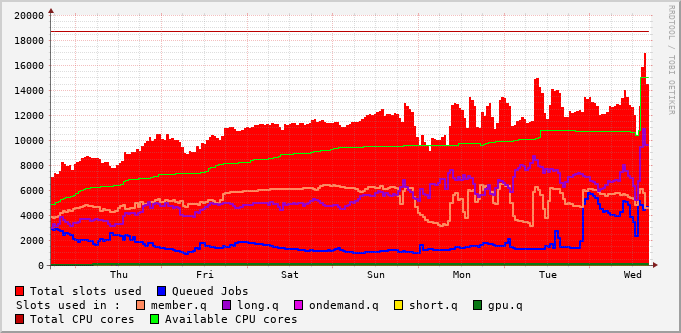 20000
18000
16000
14000
12000
10000
8000
6000
4000
2000
0
Thu Fri Sat Sun Mon Tue Wed
RRDTOOL / TOBI OETIKER
Total slots used Queued Jobs
Slots used in : member.q long.q ondemand.q short.q gpu.q
Total CPU cores Available CPU cores